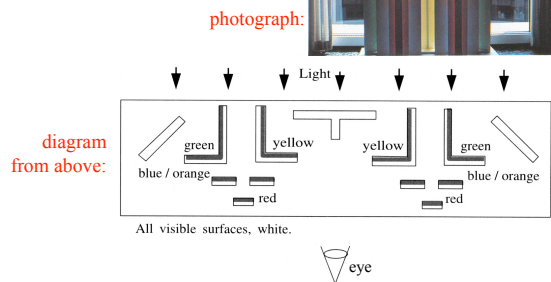 photograph:
Light
diagram
from above:
green
yellow
yellow
green
blue / orange
blue / orange
red
red
All visible surfaces, white.
eye